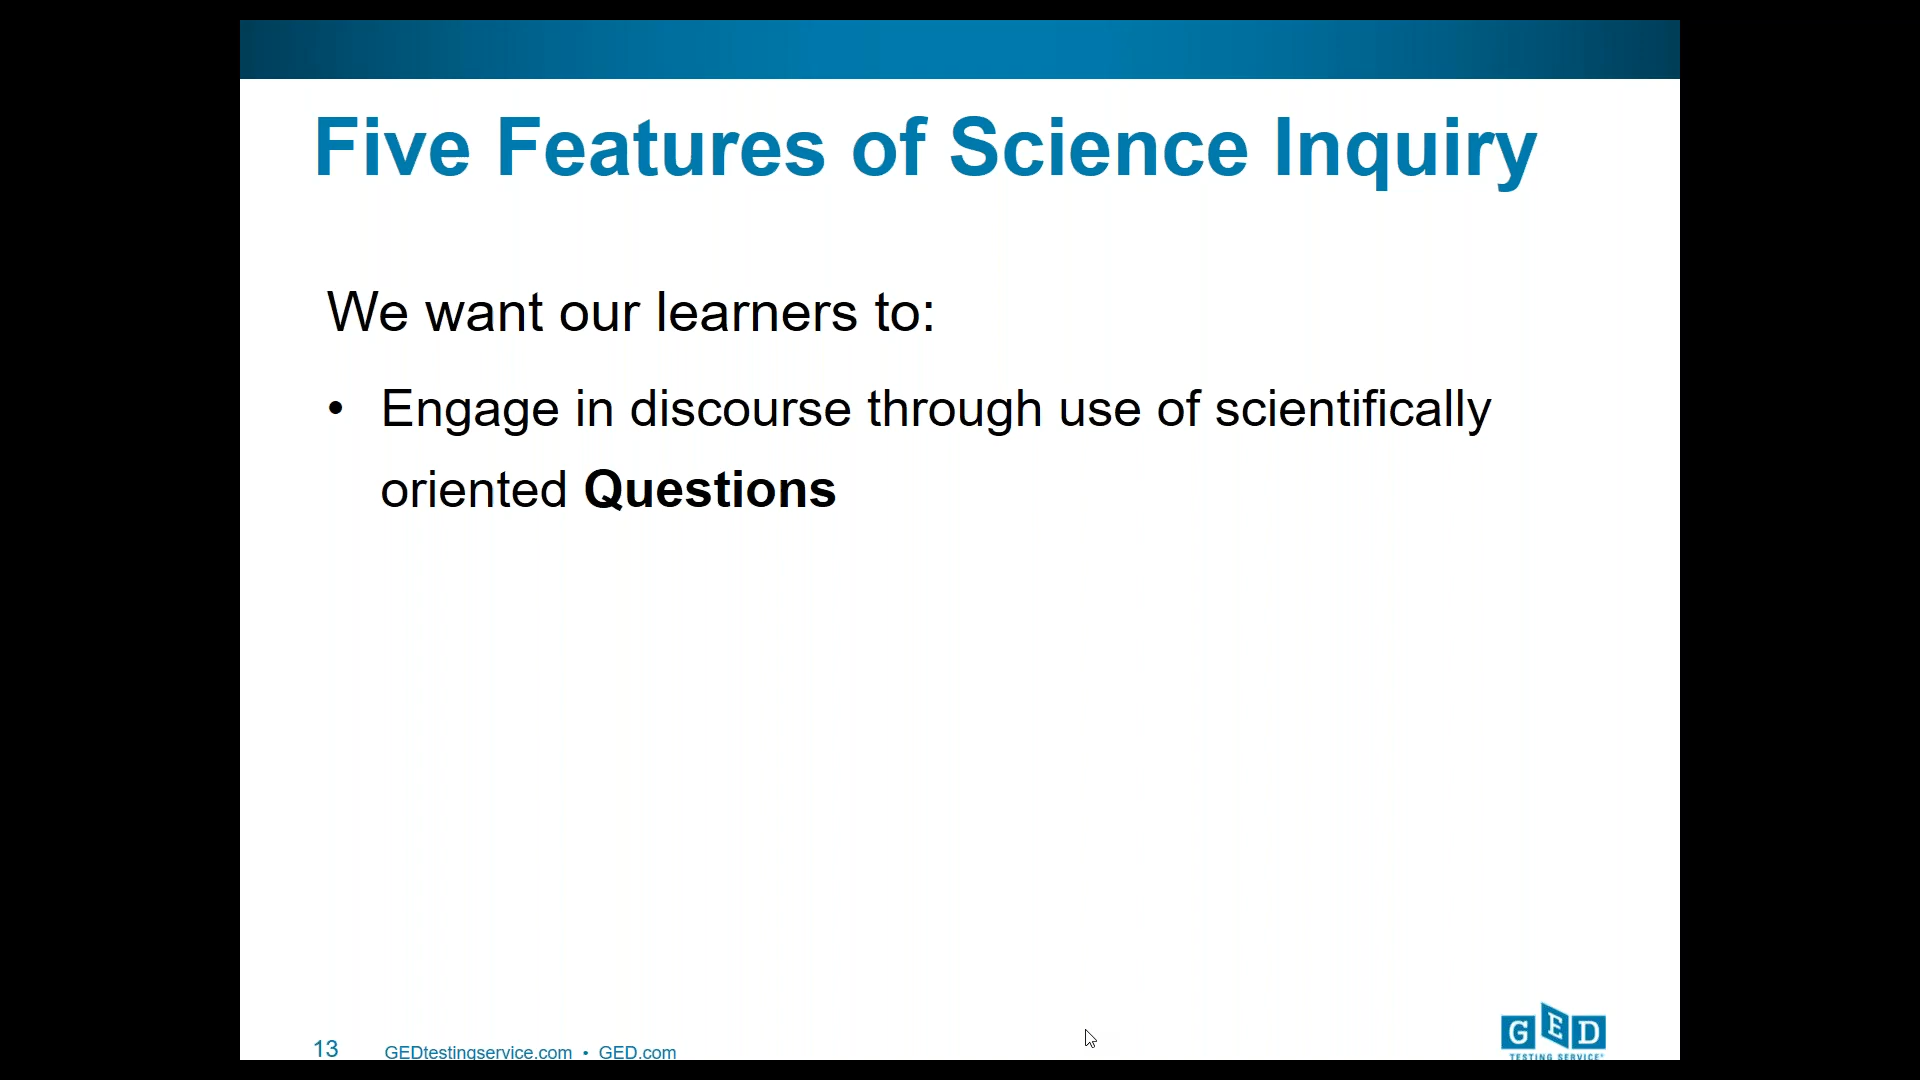 Five Features of Science Inquiry
We want our learners to:
• Engage in discourse through use of scientifically
oriented Questions
13 GEDtestingservice.com • GED.com
GED
TESTING SERVICE®